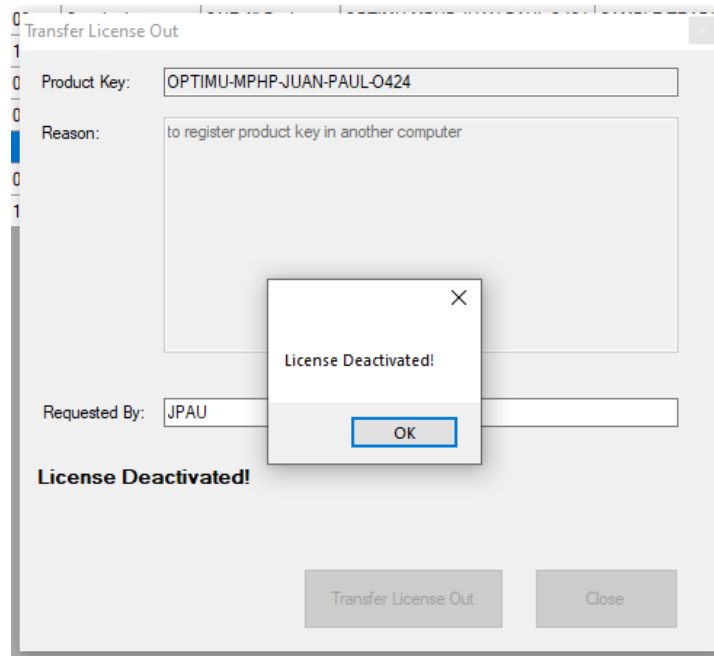 Transfer License Out
Product Key:
OPTIMU-MPHP-JUAN-PAUL-O424
Reason:
to register product key in another computer
License Deactivated!
OK
Requested By:
JPAU
License Deactivated!
Transfer License Out
Close